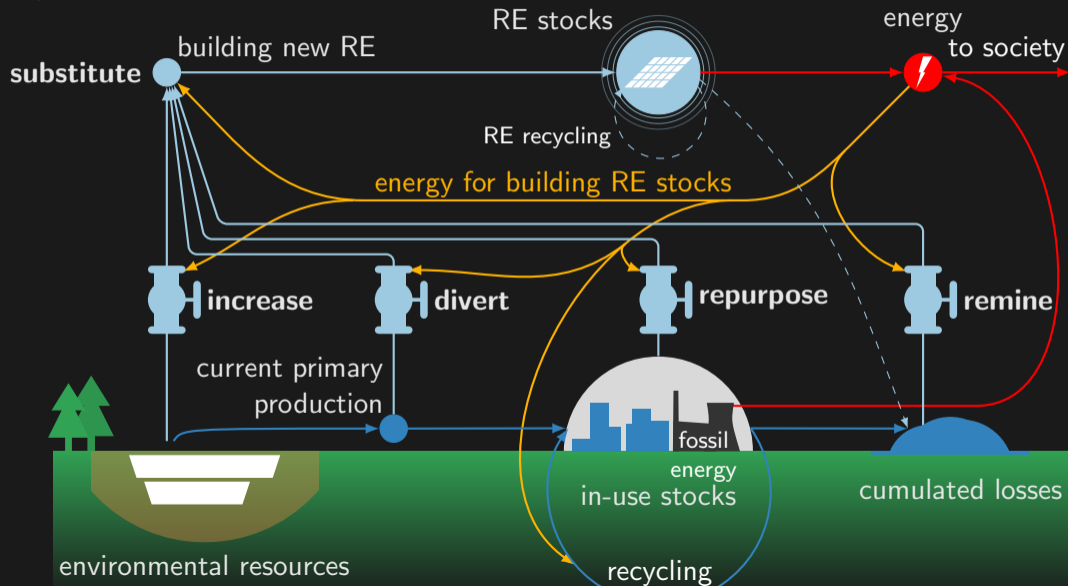 RE stocks
energy
building new RE
to society
substitute
RE recycling
energy for building RE stocks
increase
divert
repurpose
remine
current primary
production
fossil
energy
in-use stocks
cumulated losses
environmental resources
recycling